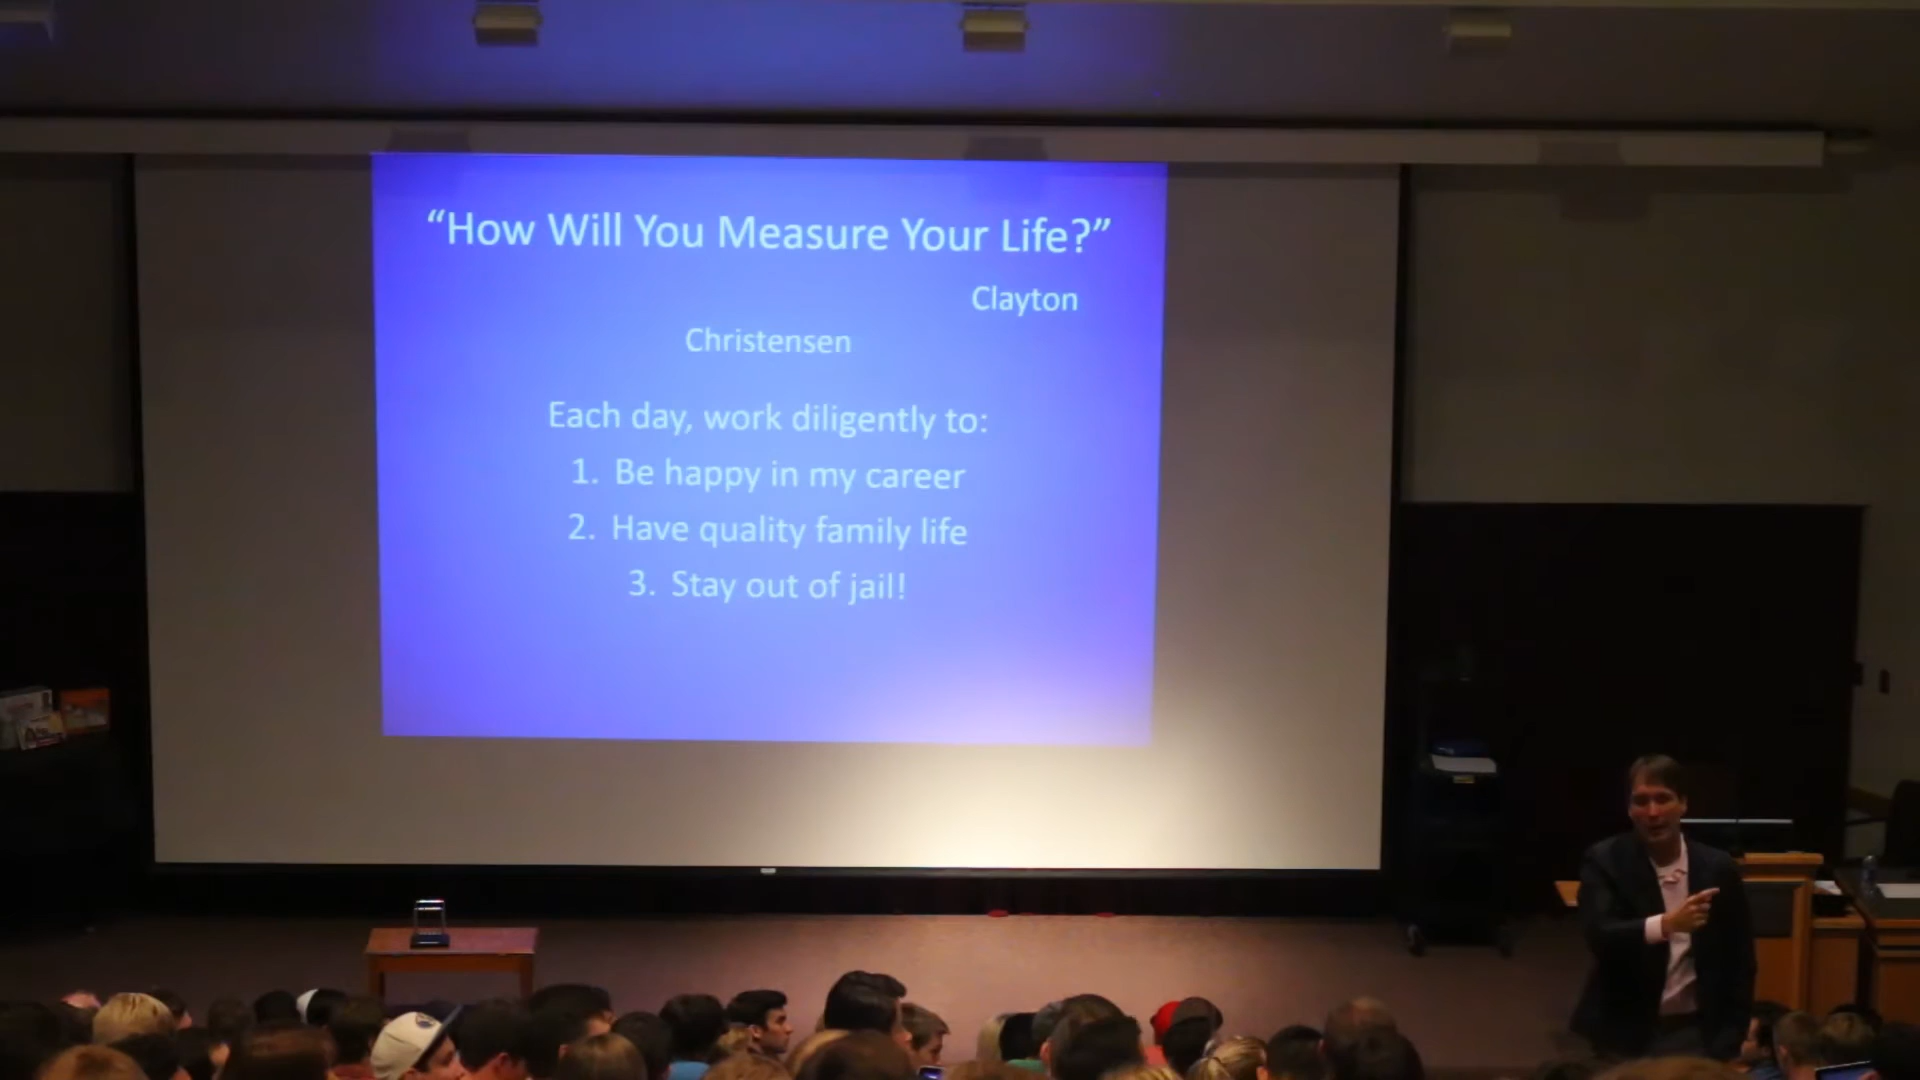 “How Will You Measure Your Life?”
Clayton
Christensen
Each day, work diligently to:
1. Be happy in my career
2. Have quality family life
3. Stay out of jail!